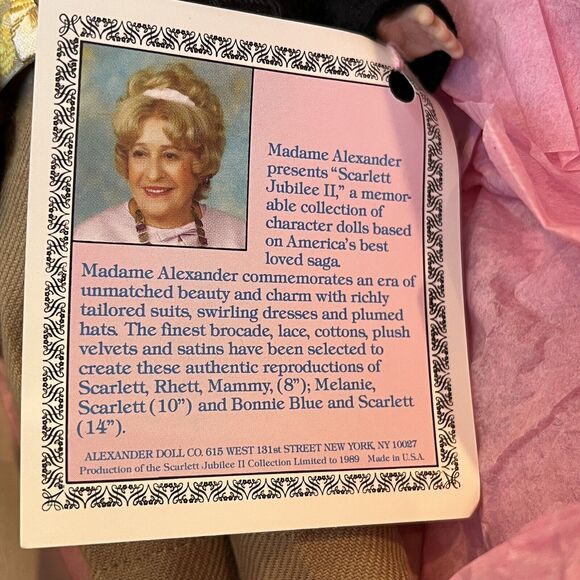 Madame Alexander
presents “Scarlett
Jubilee II,” a memor-
able collection of
character dolls based
on America's best
loved saga.
Madame Alexander commemorates an era of
unmatched beauty and charm with richly
tailored suits, swirling dresses and plumed
hats. The finest brocade, lace, cottons, plush
velvets and satins have been selected to
create these authentic reproductions of
Scarlett, Rhett, Mammy, (8”); Melanie,
Scarlett (10”) and Bonnie Blue and Scarlett
(14”).
ALEXANDER DOLL CO. 615 WEST 131st STREET NEW YORK, NY 10027
Production of the Scarlett Jubilee II Collection Limited to 1989 Made in U.S.A.